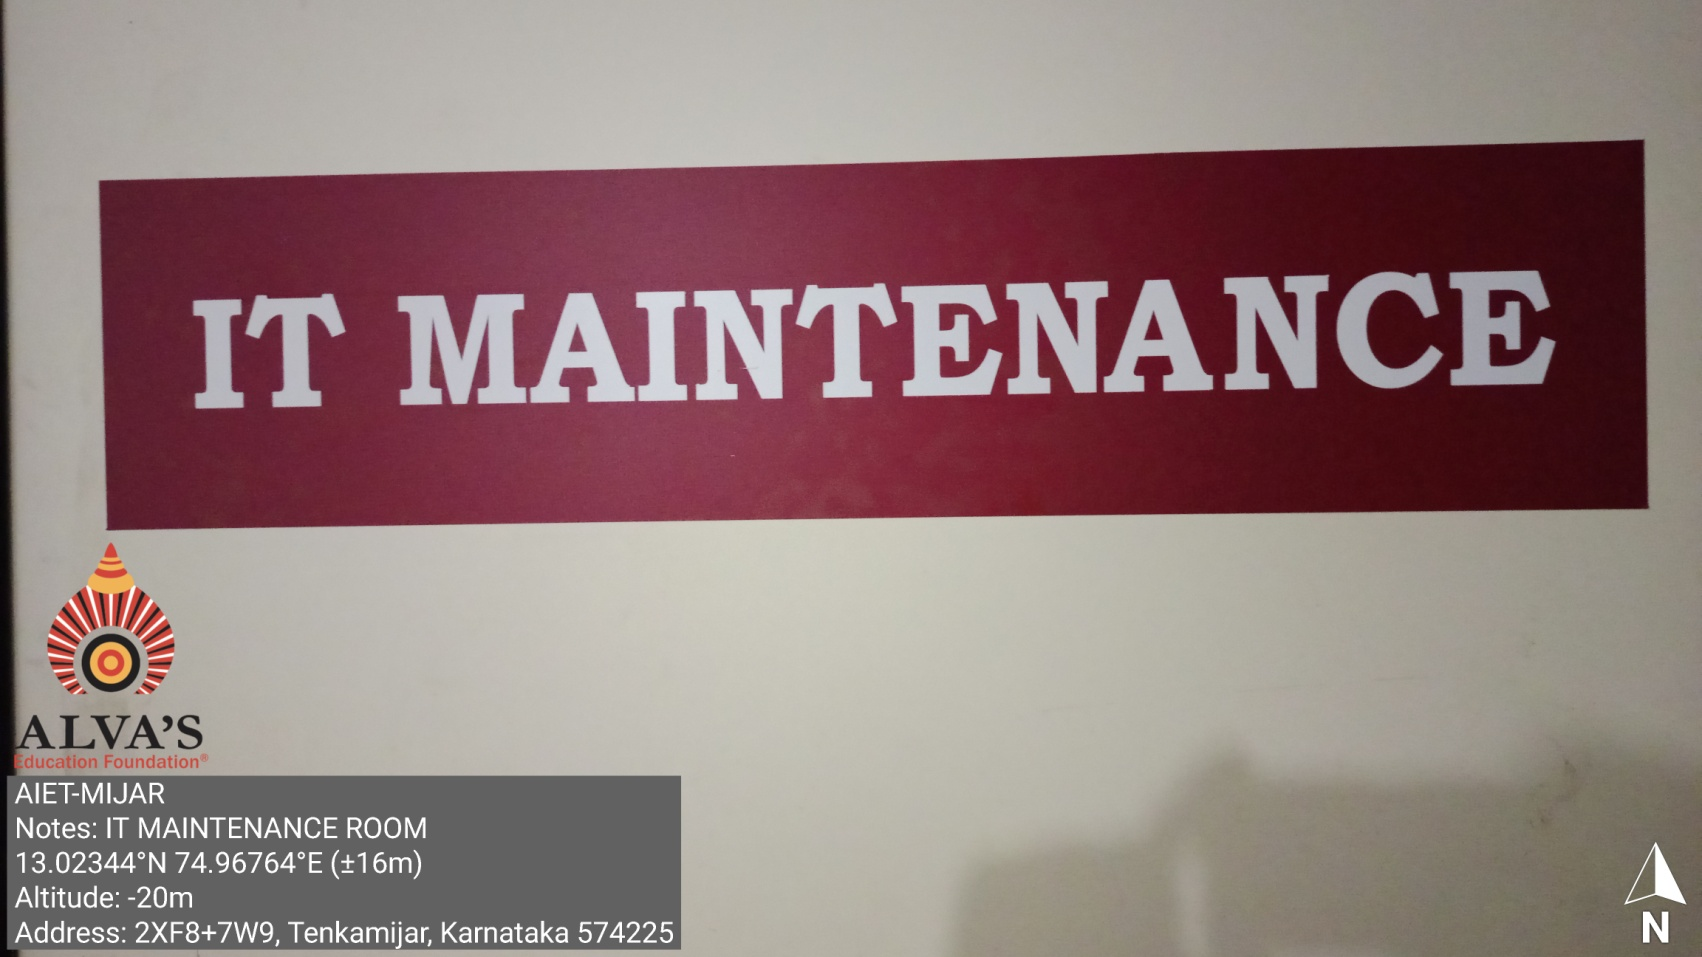 IT MAINTENANCE
ALVA'S
Education Foundation®
AIET-MIJAR
Notes: IT MAINTENANCE ROOM
13.02344°N 74.96764°E (±16m)
Altitude: -20m
Address: 2XF8+7W9, Tenkamijar, Karnataka 574225
N